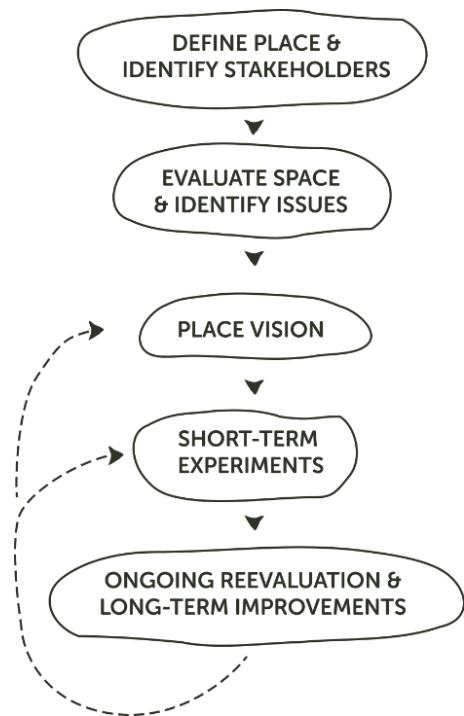 DEFINE PLACE &
IDENTIFY STAKEHOLDERS
EVALUATE SPACE
& IDENTIFY ISSUES
PLACE VISION
SHORT-TERM
EXPERIMENTS
ONGOING REEVALUATION &
LONG-TERM IMPROVEMENTS